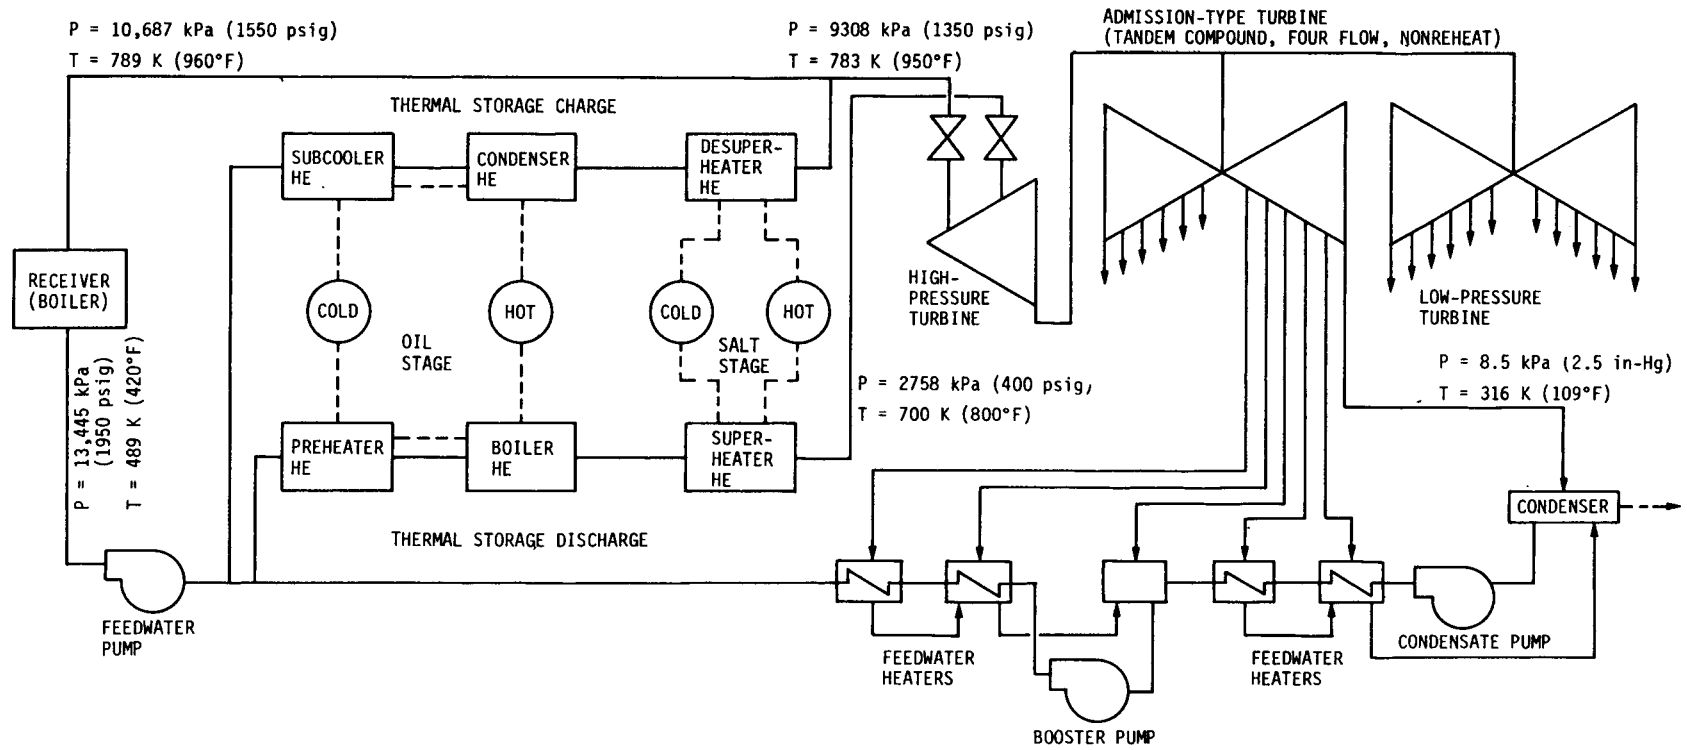 P = 10,687 kPa (1550 psig)
T = 789 K (960°F)
P = 9308 kPa (1350 psig)
T = 783 K (950°F)
ADMISSION-TYPE TURBINE
(TANDEM COMPOUND, FOUR FLOW, NONREHEAT)
THERMAL STORAGE CHARGE
SUBCOOLER
HE
CONDENSER
HE
DESUPER-
HEATER
HE
RECEIVER
(BOILER)
COLD
HOT
COLD
HOT
OIL
STAGE
SALT
STAGE
HIGH-
PRESSURE
TURBINE
LOW-PRESSURE
TURBINE
P = 13,445 kPa
(1950 psig)
T = 489 K (420°F)
P = 2758 kPa (400 psig,
T = 700 K (800°F)
P = 8.5 kPa (2.5 in-Hg)
T = 316 K (109°F)
PREHEATER
HE
BOILER
HE
SUPER-
HEATER
HE
CONDENSER
THERMAL STORAGE DISCHARGE
FEEDWATER
PUMP
FEEDWATER
HEATERS
BOOSTER PUMP
FEEDWATER
HEATERS
CONDENSATE PUMP